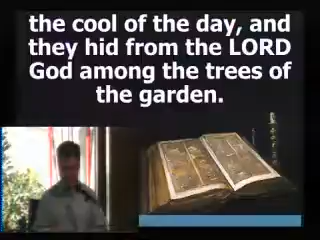 the cool of the day, and
they hid from the LORD
God among the trees of
the garden.